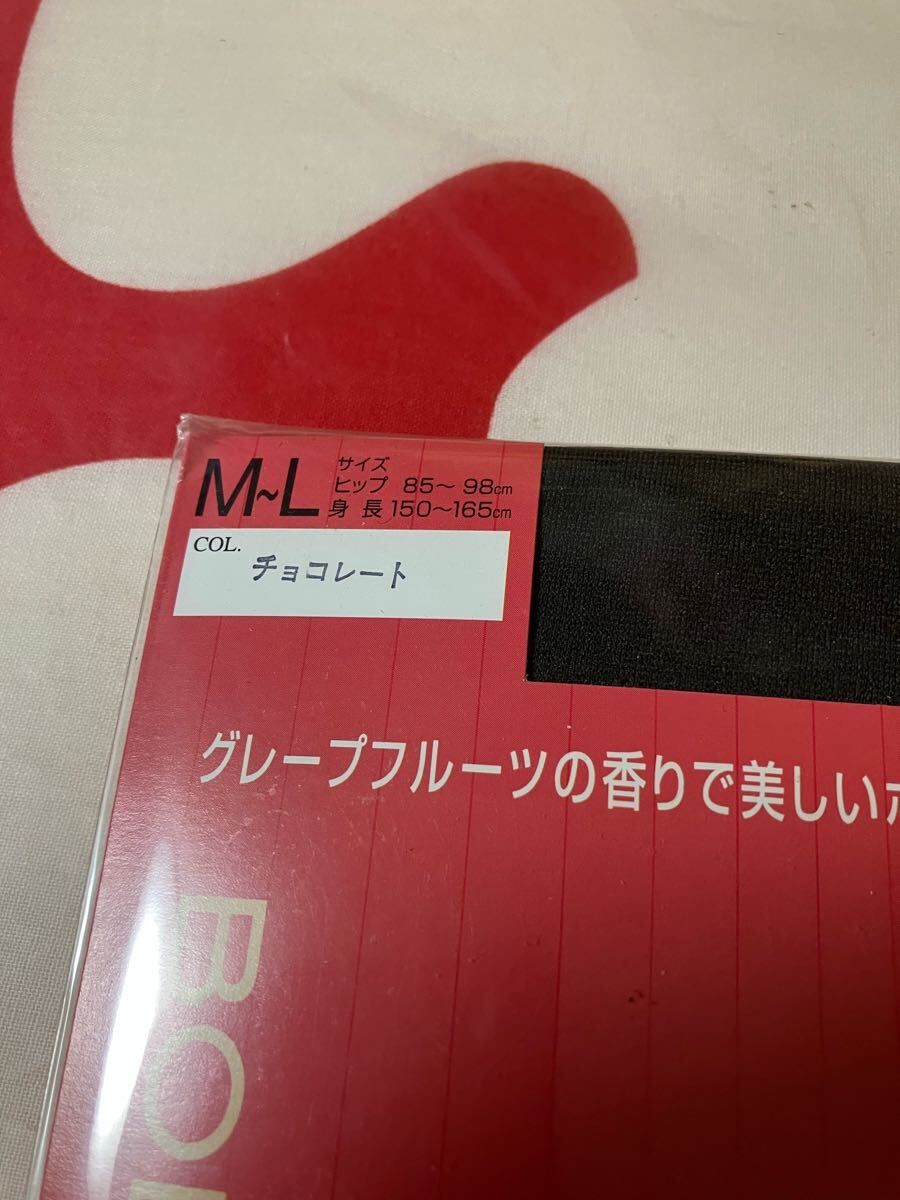 M~L
サイズ
ヒップ 85～98cm
身長 150～165cm
COL.
チョコレート
グレープフルーツの香りで美しい